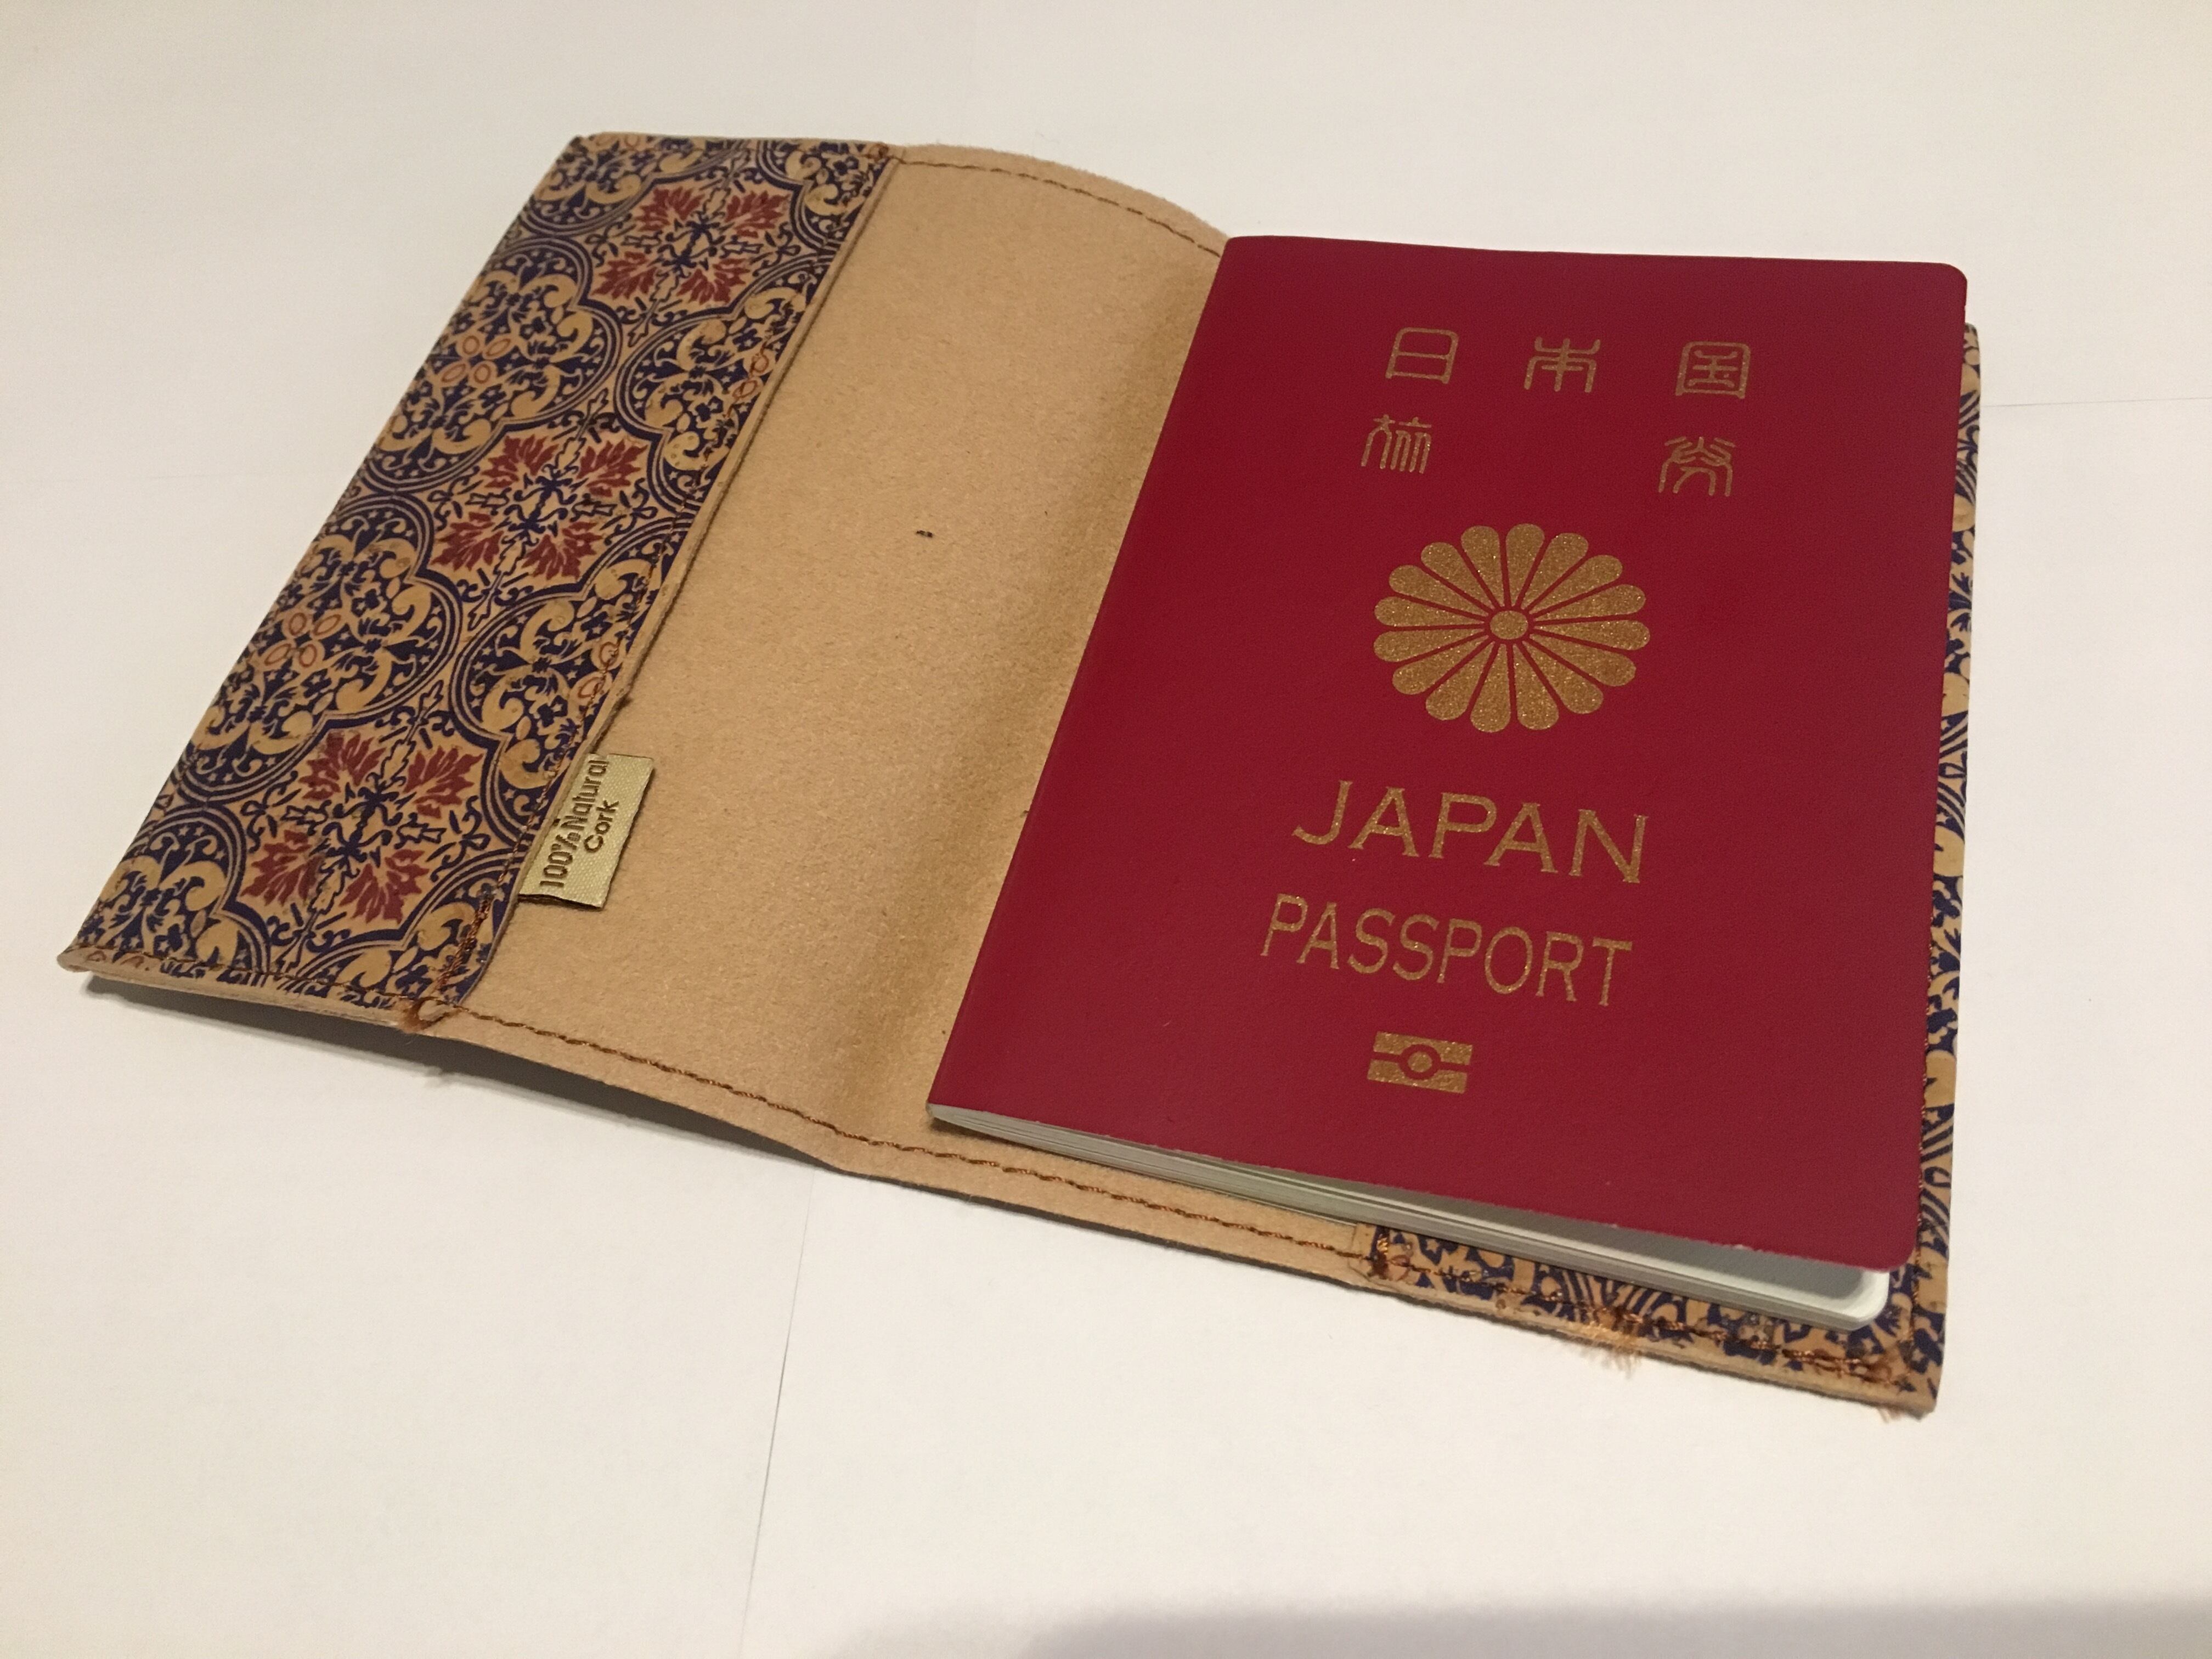 100% Natural
Cork
日本国
旅券
JAPAN
PASSPORT